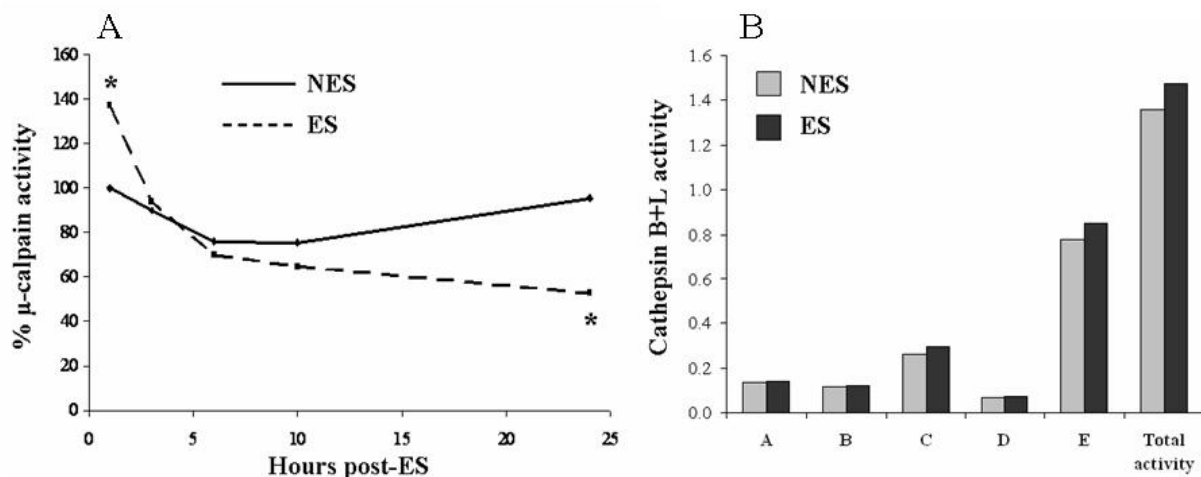 A
% µ-calpain activity
160
140
120
100
80
60
40
20
0
*
*
NES
ES
0 5 10 15 20 25
Hours post-ES
B
Cathepsin B+L activity
1.6
1.4
1.2
1.0
0.8
0.6
0.4
0.2
0.0
NES
ES
A B C D E Total
activity